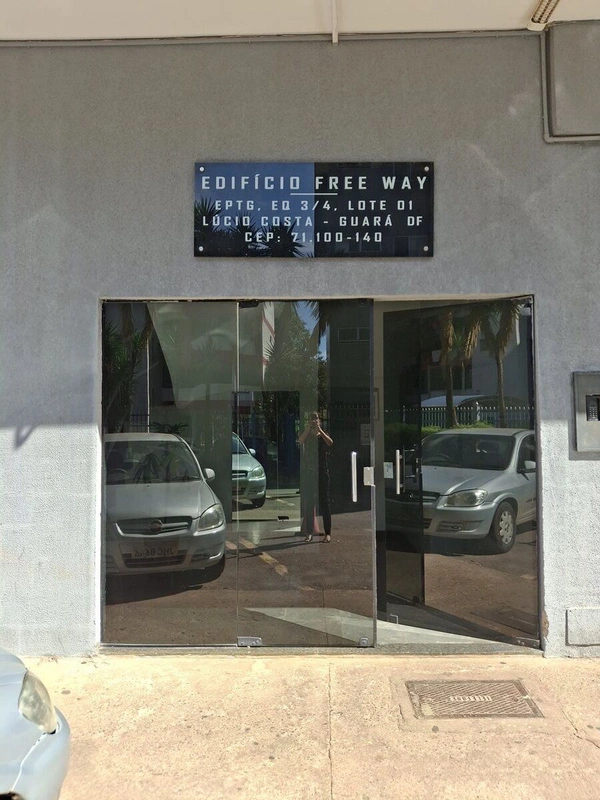 EDIFÍCIO FREE WAY
EPTG, EQ 3/4, LOTE 01
LÚCIO COSTA - GUARÁ DF
CEP: 71.100-140